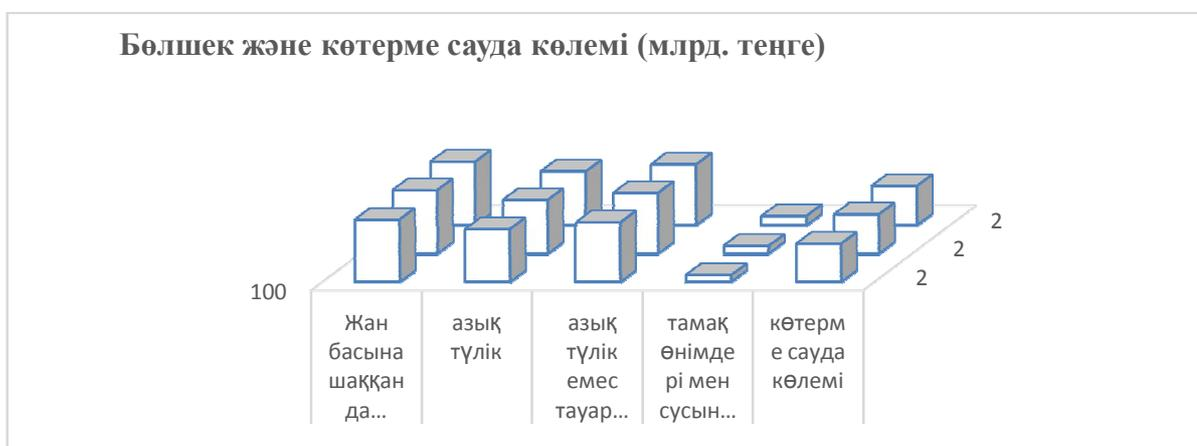 Бөлшек және көтерме сауда көлемі (млрд. теңге)
2
2
2
100
Жан
басына
шаққан
да...
азық
түлік
азық
түлік
емес
тауар...
тамақ
өнімде
рі мен
сусын...
көтерм
е сауда
көлемі